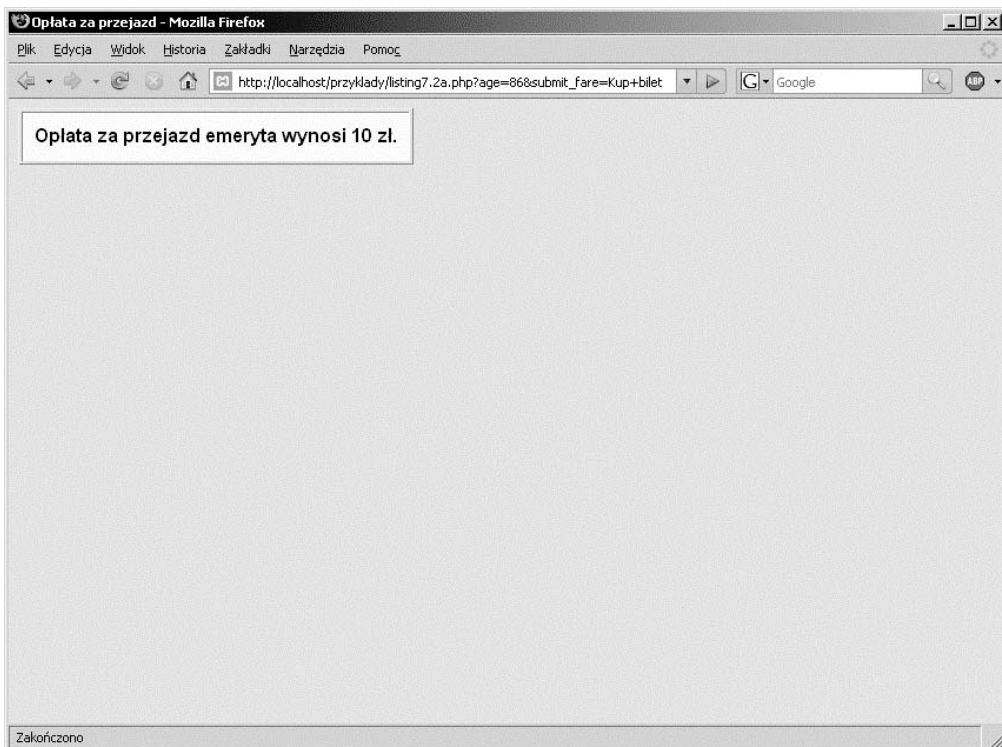 Opłata za przejazd - Mozilla Firefox
Plik Edycja Widok Historia Zakładki Narzędzia Pomoc
http://localhost/przyklady/listing7.2a.php?age=86&submit_fare=Kup+bilet G Google ABP
Opłata za przejazd emeryta wynosi 10 zł.
Zakończono